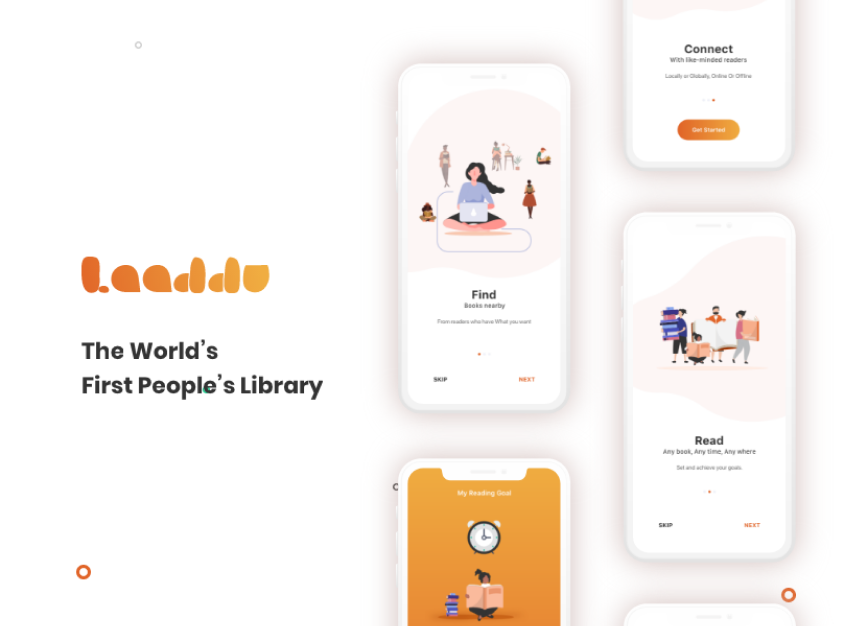 Laddu
The World's
First People's Library
Find
Books nearby
From readers who have What you want
SKIP
NEXT
My Reading Goal
Connect
With like-minded readers
Locally or Globally, Online Or Offline
Get Started
Read
Any book, Any time, Any where
Set and achieve your goals.
SKIP
NEXT